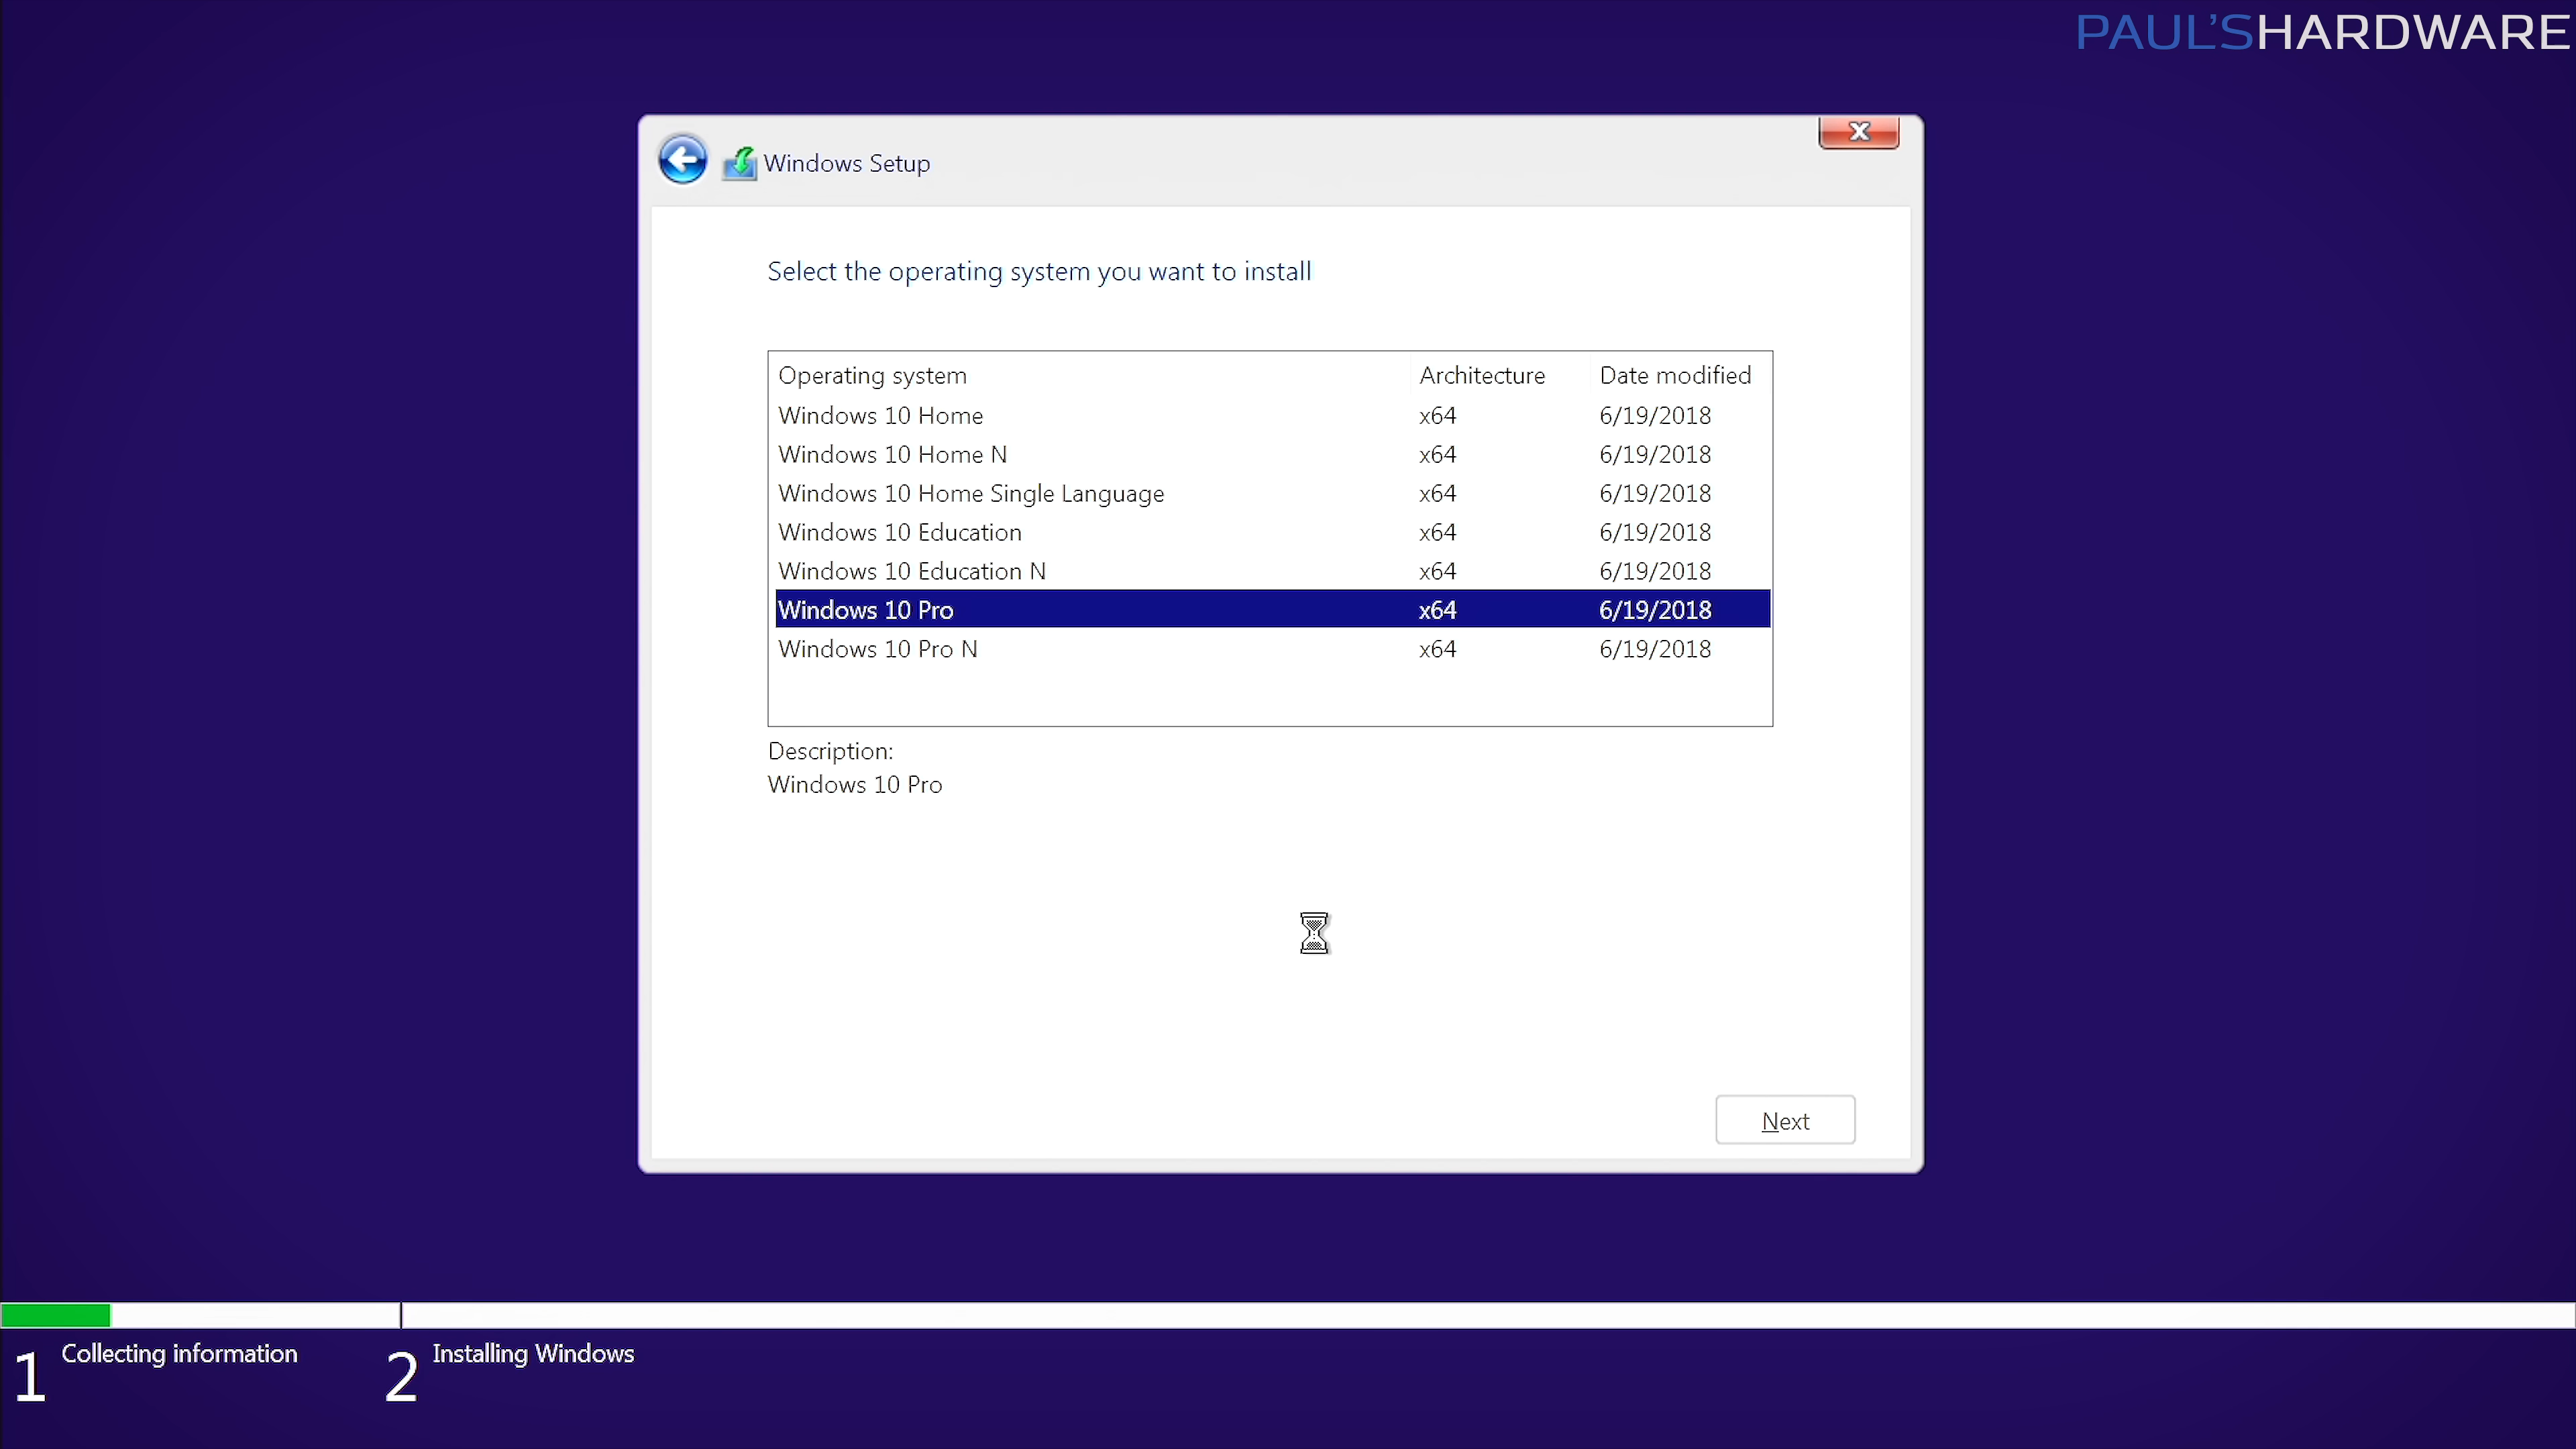 PAUL'SHARDWARE
Windows Setup
Select the operating system you want to install
Operating system Architecture Date modified
Windows 10 Home x64 6/19/2018
Windows 10 Home N x64 6/19/2018
Windows 10 Home Single Language x64 6/19/2018
Windows 10 Education x64 6/19/2018
Windows 10 Education N x64 6/19/2018
Windows 10 Pro x64 6/19/2018
Windows 10 Pro N x64 6/19/2018
Description:
Windows 10 Pro
Next
1 Collecting information 2 Installing Windows